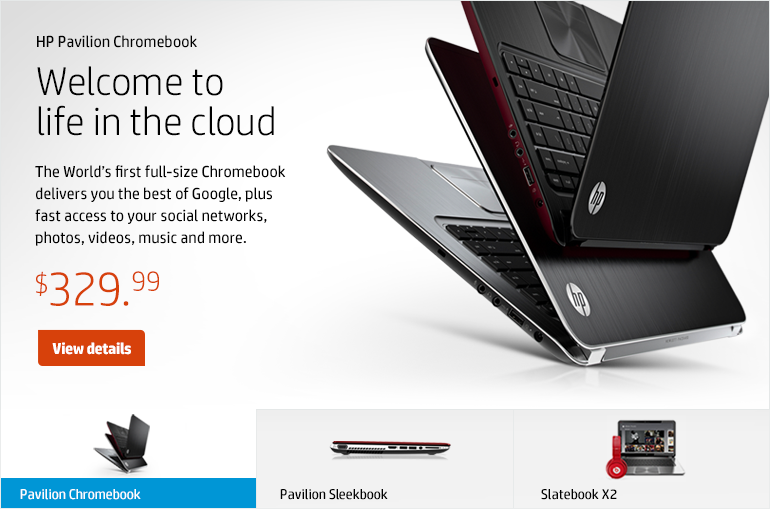 HP Pavilion Chromebook
Welcome to
life in the cloud
The World's first full-size Chromebook
delivers you the best of Google, plus
fast access to your social networks,
photos, videos, music and more.
$329.99
View details
hp
hp
Pavilion Chromebook
Pavilion Sleekbook
Slatebook X2